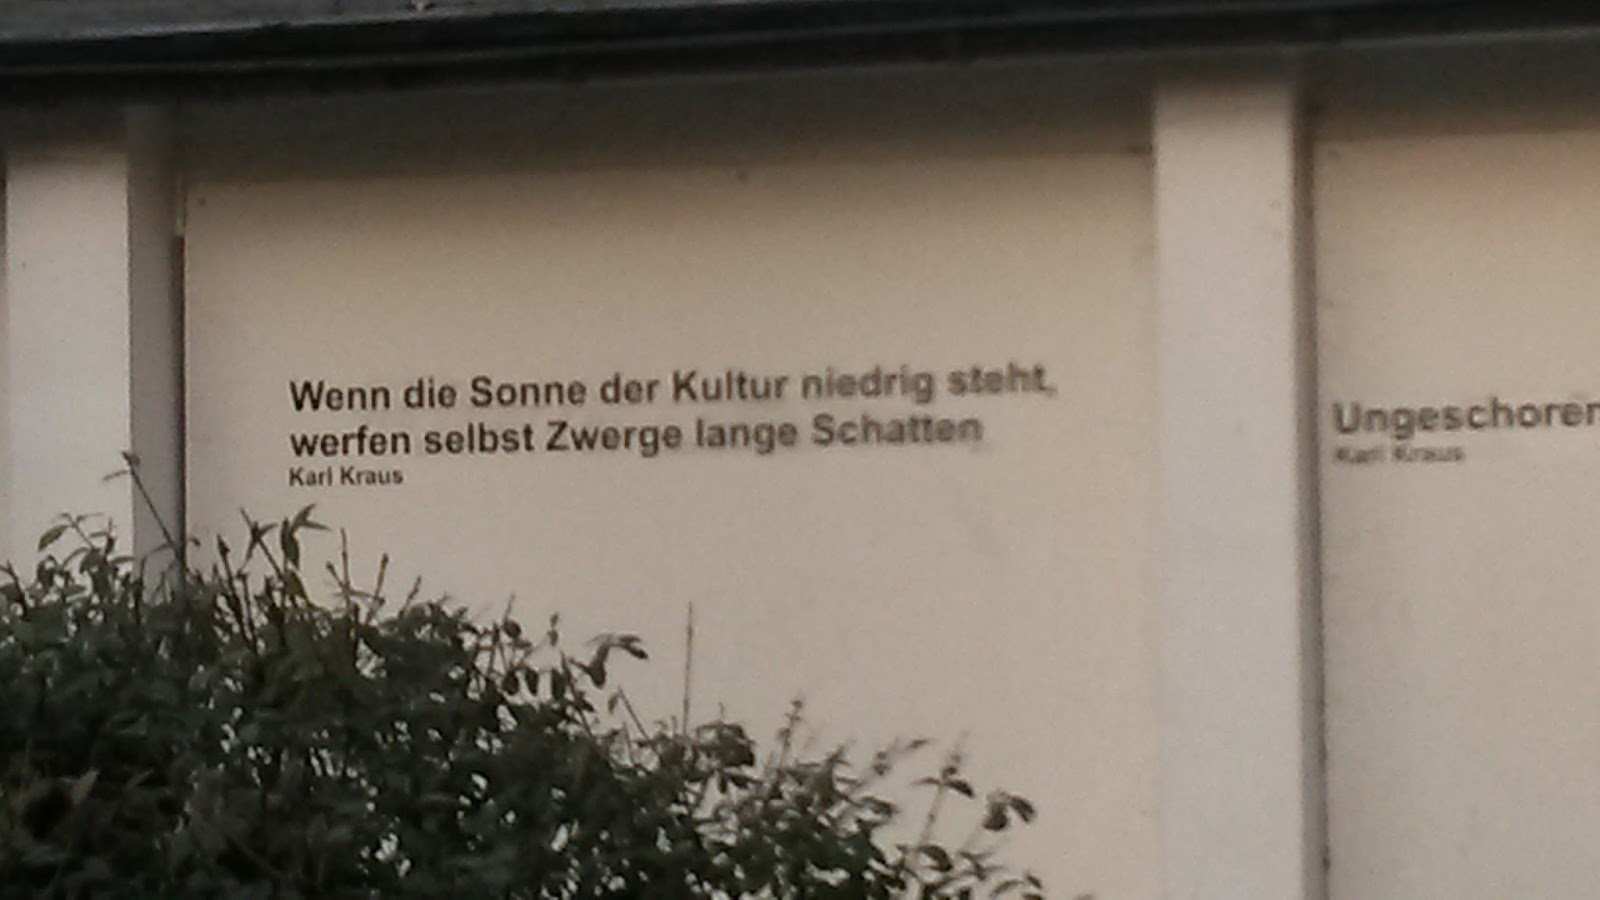 Wenn die Sonne der Kultur niedrig steht,
werfen selbst Zwerge lange Schatten
Karl Kraus
Ungeschoren
Karl Kraus